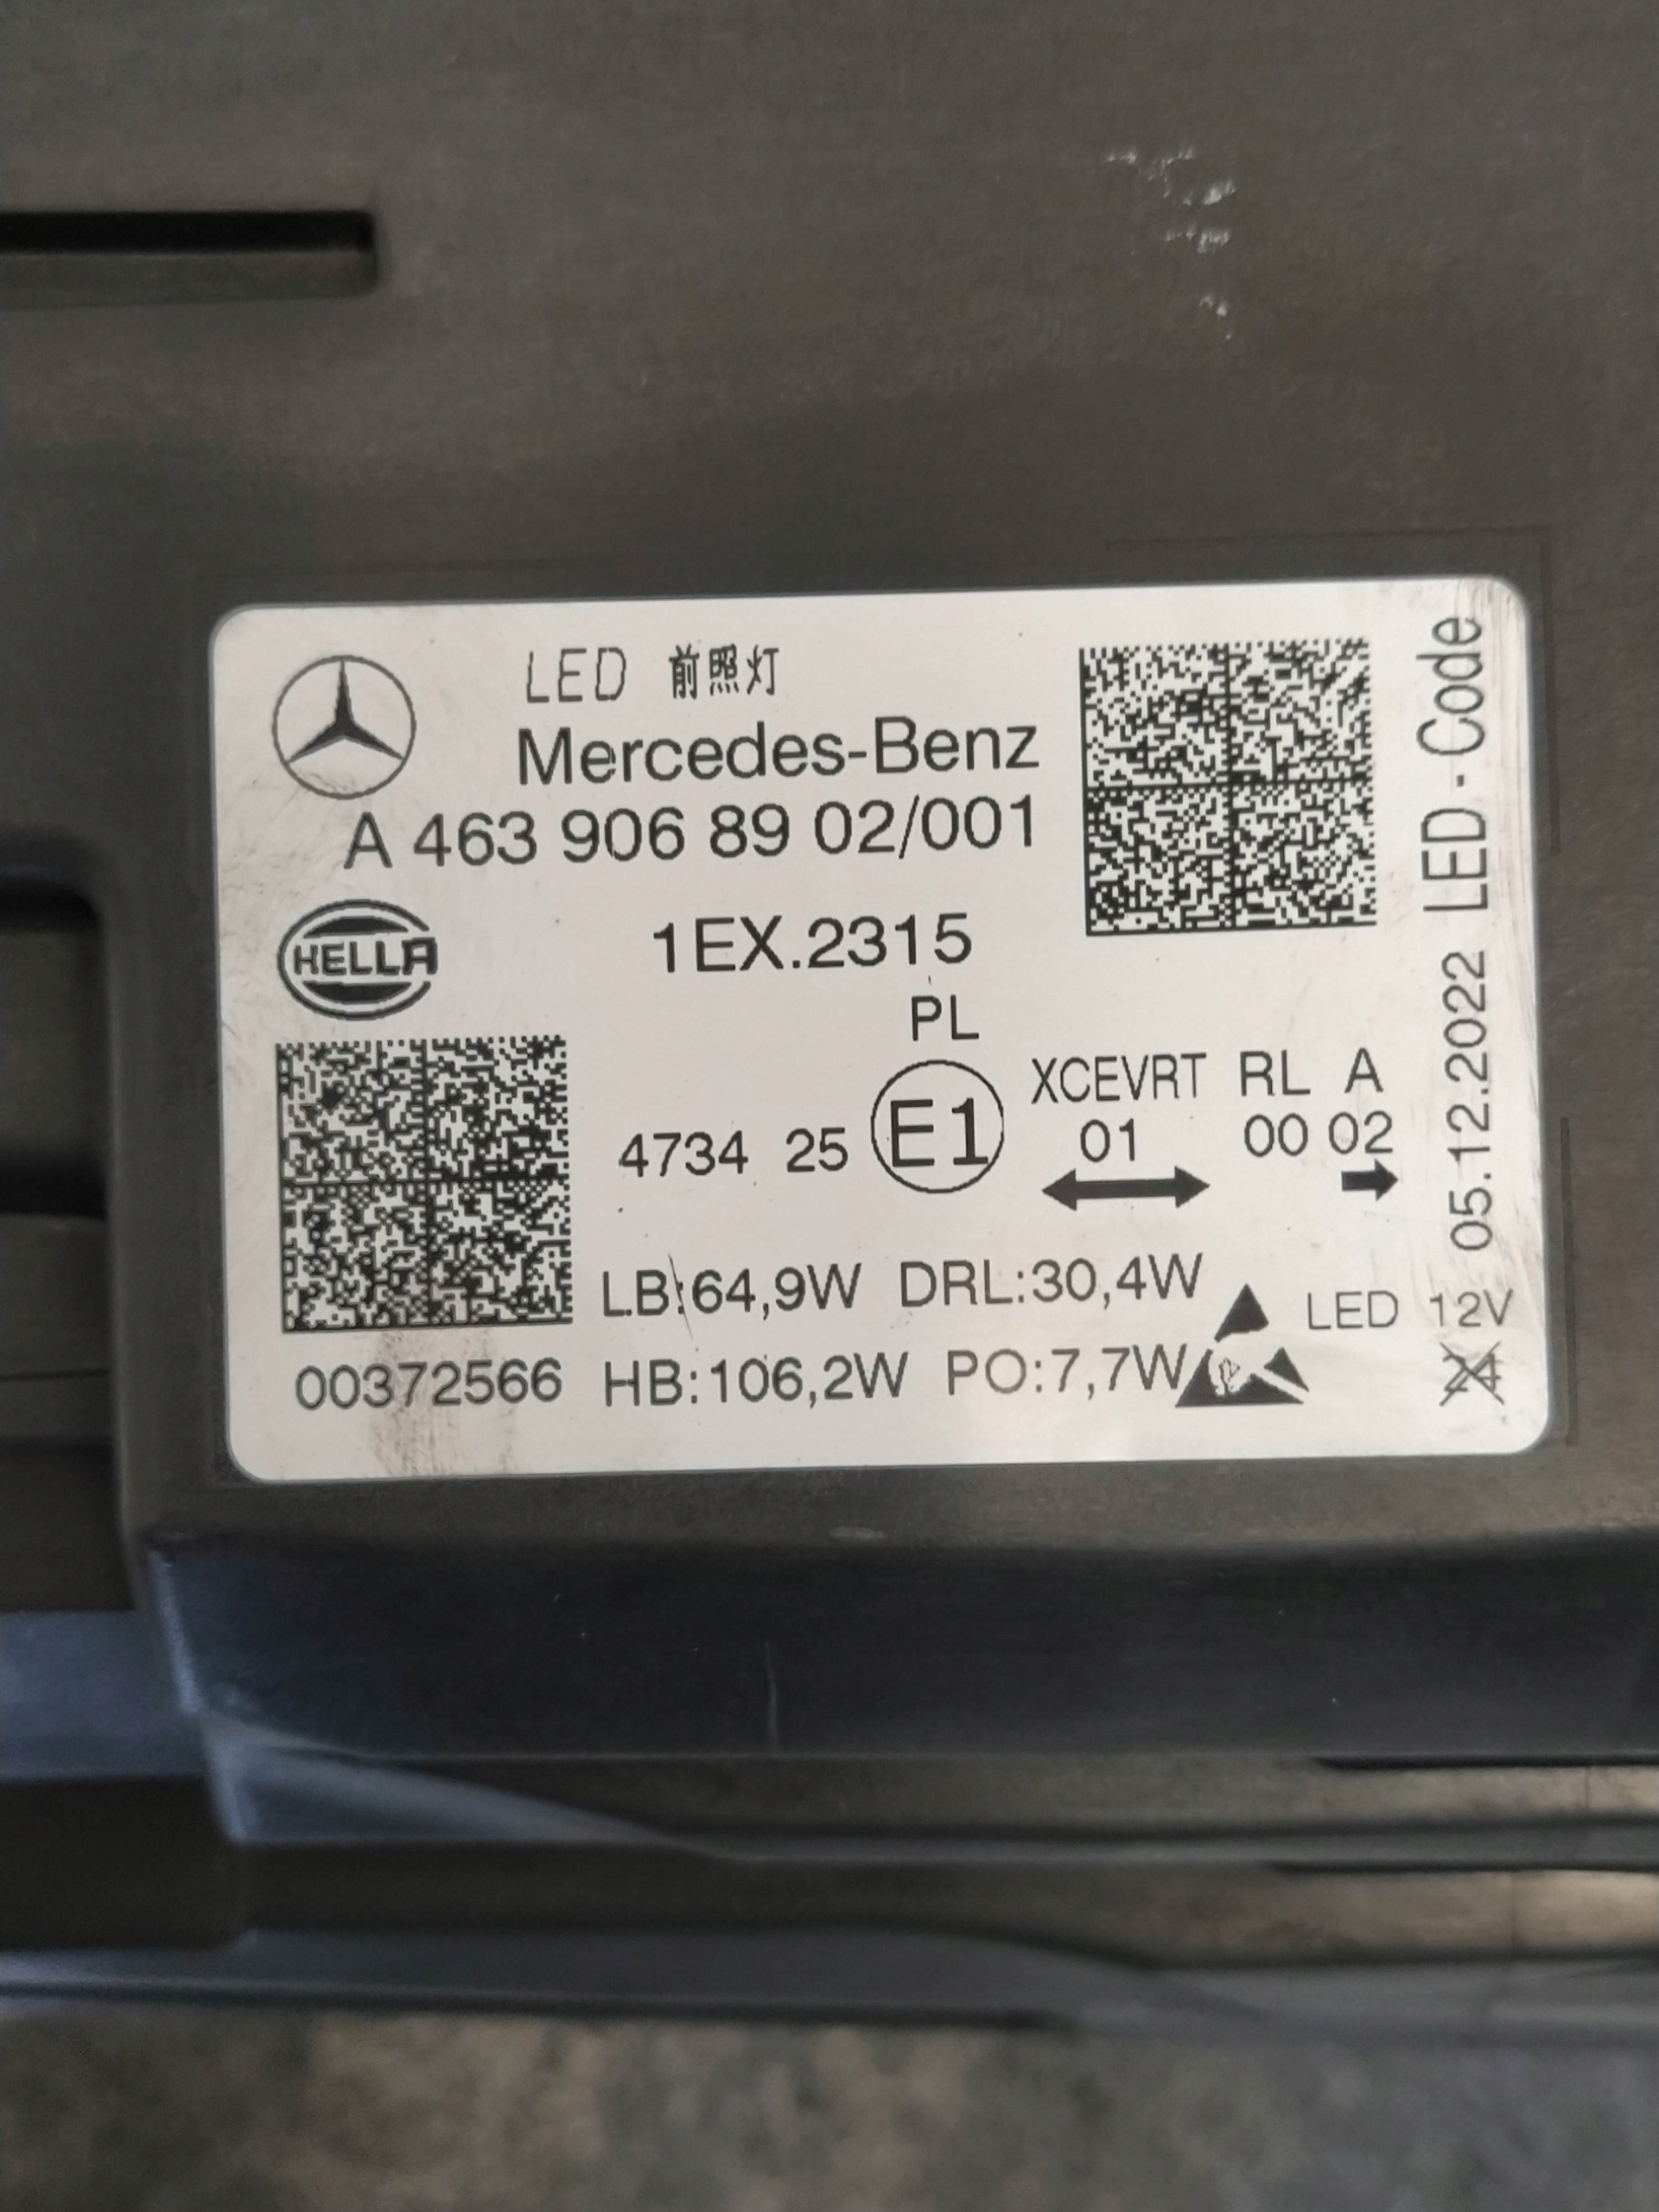 LED 前照灯
Mercedes-Benz
A 463 906 89 02/001
HELLA
1EX.2315
PL
XCEVRT RL A
4734 25 E1 01 00 02
LB:64,9W DRL:30,4W
LED 12V
00372566 HB:106,2W PO:7,7W
24
05.12.2022 LED-Code